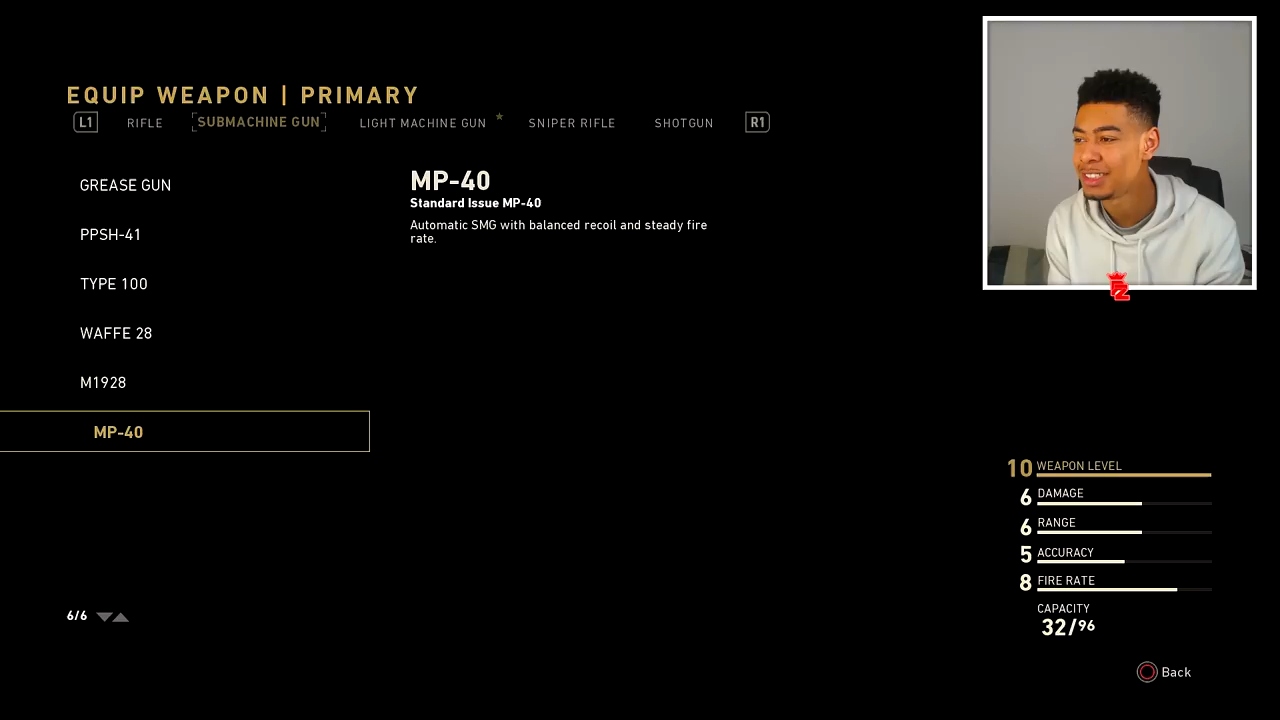 EQUIP WEAPON | PRIMARY
L1 RIFLE SUBMACHINE GUN LIGHT MACHINE GUN SNIPER RIFLE SHOTGUN R1
GREASE GUN
PPSH-41
TYPE 100
WAFFE 28
M1928
MP-40
6/6
MP-40
Standard Issue MP-40
Automatic SMG with balanced recoil and steady fire
rate.
10 WEAPON LEVEL
6 DAMAGE
6 RANGE
5 ACCURACY
8 FIRE RATE
CAPACITY
32/96
Back